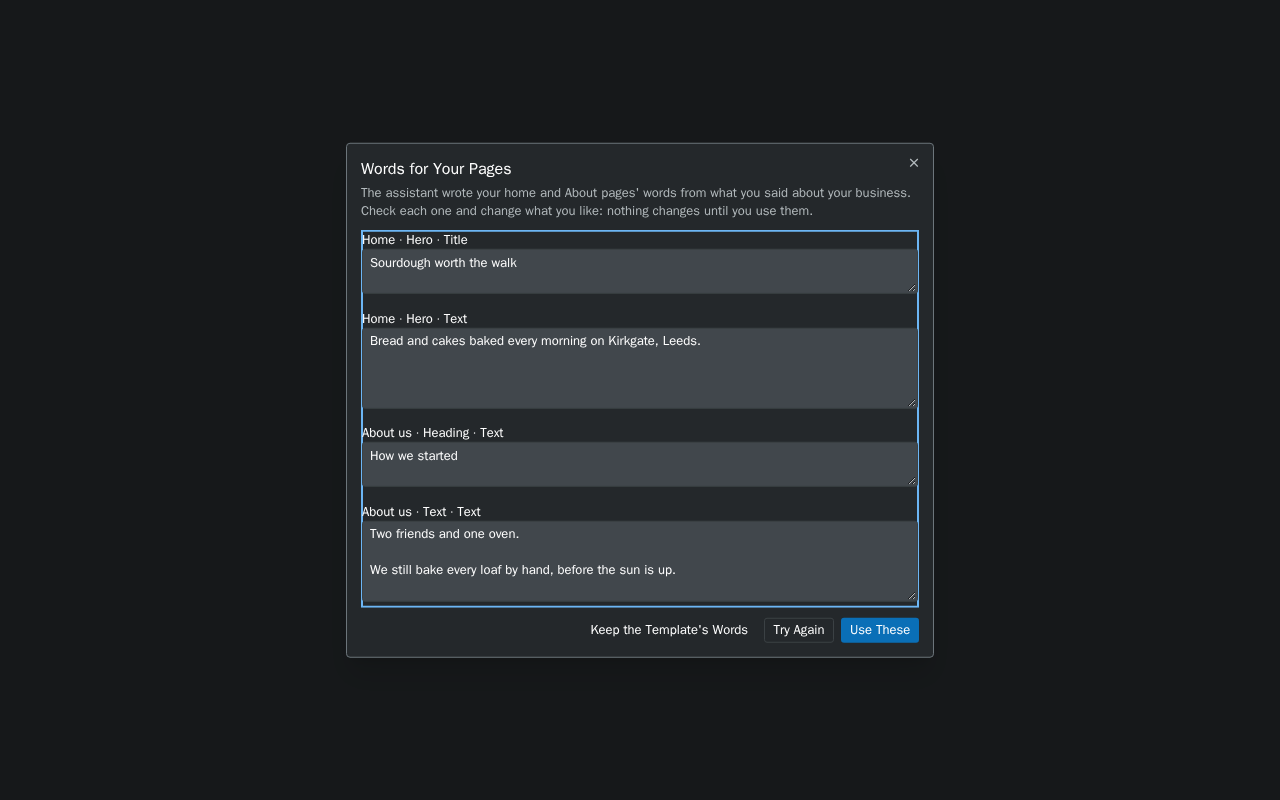 Words for Your Pages
The assistant wrote your home and About pages' words from what you said about your business.
Check each one and change what you like: nothing changes until you use them.
Home · Hero · Title
Sourdough worth the walk
Home · Hero · Text
Bread and cakes baked every morning on Kirkgate, Leeds.
About us · Heading · Text
How we started
About us · Text · Text
Two friends and one oven.
We still bake every loaf by hand, before the sun is up.
Keep the Template's Words
Try Again
Use These